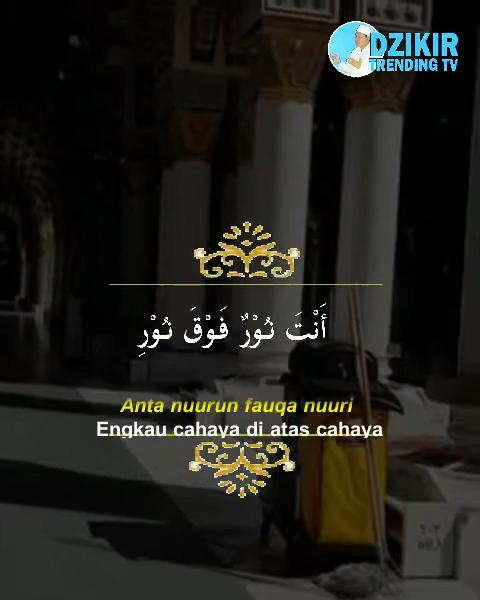 DZIKIR
TRENDING TV
أَنْتَ نُوْرٌ فَوْقَ نُوْرِ
Anta nuurun fauqa nuuri
Engkau cahaya di atas cahaya